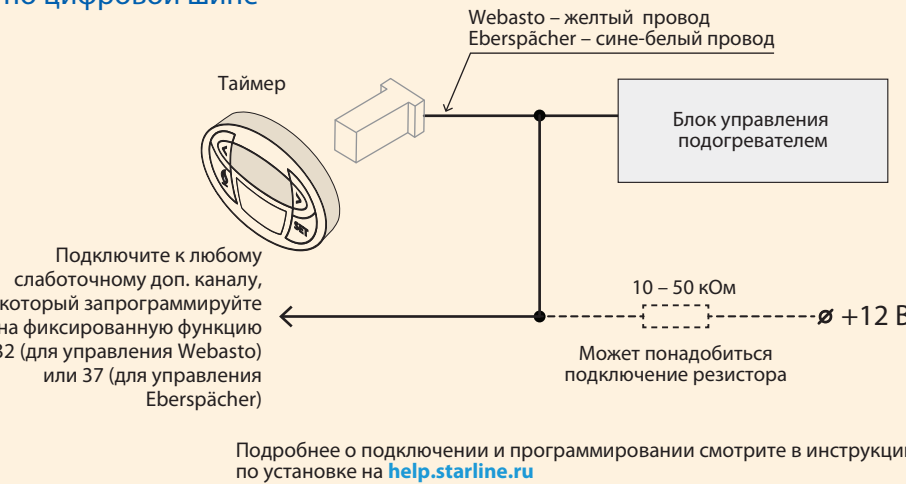 по цифровой шине
Webasto – желтый провод
Eberspächer – сине-белый провод
Таймер
Блок управления
подогревателем
SET
Подключите к любому
слаботочному доп. каналу,
который запрограммируйте
на фиксированную функцию
32 (для управления Webasto)
или 37 (для управления
Eberspächer)
10 – 50 кОм
+12 В
Может понадобиться
подключение резистора
Подробнее о подключении и программировании смотрите в инструкции
по установке на help.starline.ru